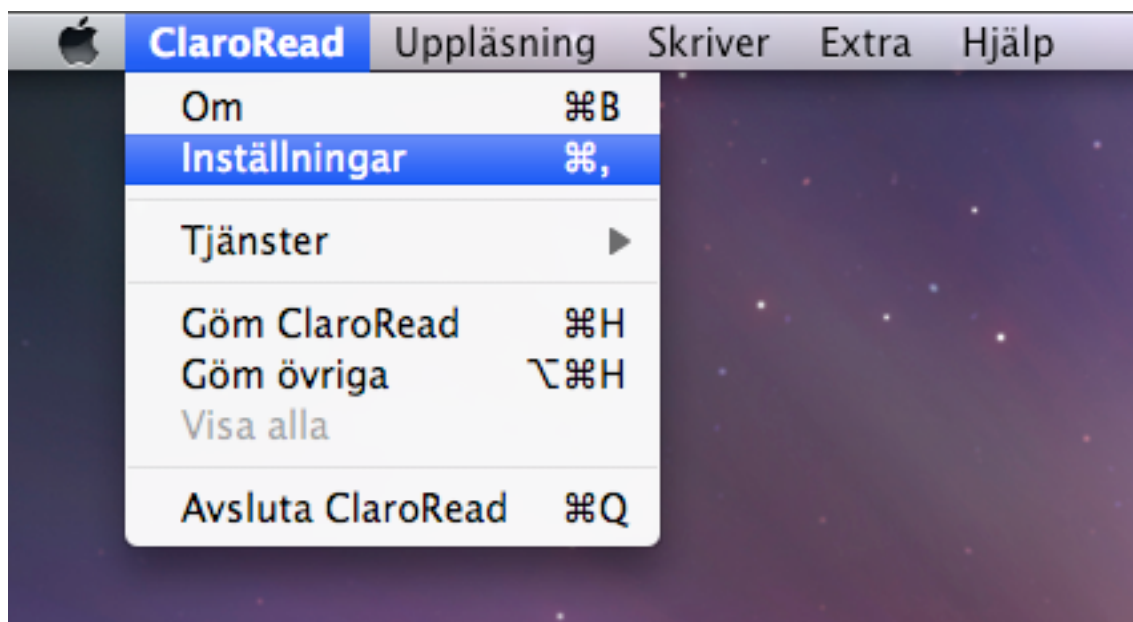 ClaroRead Uppläsning Skriver Extra Hjälp
Om ⌘B
Inställningar ⌘,
Tjänster ▶
Göm ClaroRead ⌘H
Göm övriga ⌥⌘H
Visa alla
Avsluta ClaroRead ⌘Q